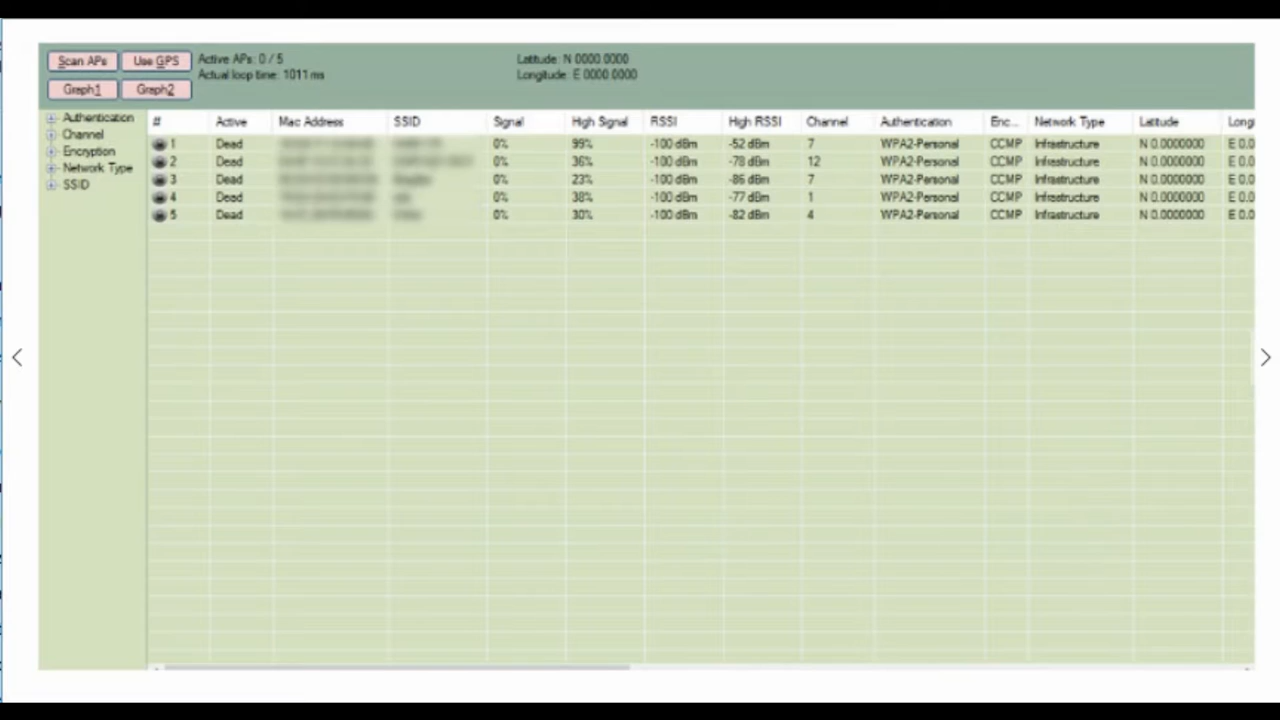 Scan APs Use GPS Active APs: 0 / 5 Latitude: N 0000.0000
Actual loop time: 1011 ms Longitude: E 0000.0000
Graph1 Graph2
Authentication
Channel
Encryption
Network Type
SSID
# Active Mac Address SSID Signal High Signal RSSI High RSSI Channel Authentication Enc... Network Type Latitude Longi
1 Dead 0% 99% -100 dBm -52 dBm 7 WPA2-Personal CCMP Infrastructure N 0.0000000 E 0.0
2 Dead 0% 36% -100 dBm -78 dBm 12 WPA2-Personal CCMP Infrastructure N 0.0000000 E 0.0
3 Dead 0% 23% -100 dBm -86 dBm 7 WPA2-Personal CCMP Infrastructure N 0.0000000 E 0.0
4 Dead 0% 38% -100 dBm -77 dBm 1 WPA2-Personal CCMP Infrastructure N 0.0000000 E 0.0
5 Dead 0% 30% -100 dBm -82 dBm 4 WPA2-Personal CCMP Infrastructure N 0.0000000 E 0.0